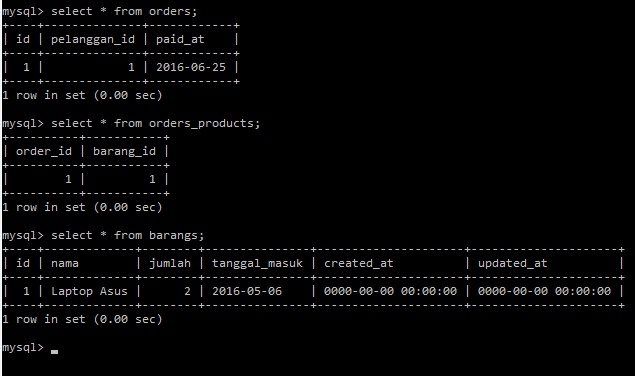 mysql> select * from orders;
+----+--------------+------------+
| id | pelanggan_id | paid_at    |
+----+--------------+------------+
|  1 |            1 | 2016-06-25 |
+----+--------------+------------+
1 row in set (0.00 sec)
mysql> select * from orders_products;
+----------+-----------+
| order_id | barang_id |
+----------+-----------+
|        1 |         1 |
+----------+-----------+
1 row in set (0.00 sec)
mysql> select * from barangs;
+----+-------------+--------+---------------+---------------------+---------------------+
| id | nama        | jumlah | tanggal_masuk | created_at          | updated_at          |
+----+-------------+--------+---------------+---------------------+---------------------+
|  1 | Laptop Asus |      2 | 2016-05-06    | 0000-00-00 00:00:00 | 0000-00-00 00:00:00 |
+----+-------------+--------+---------------+---------------------+---------------------+
1 row in set (0.00 sec)
mysql> _